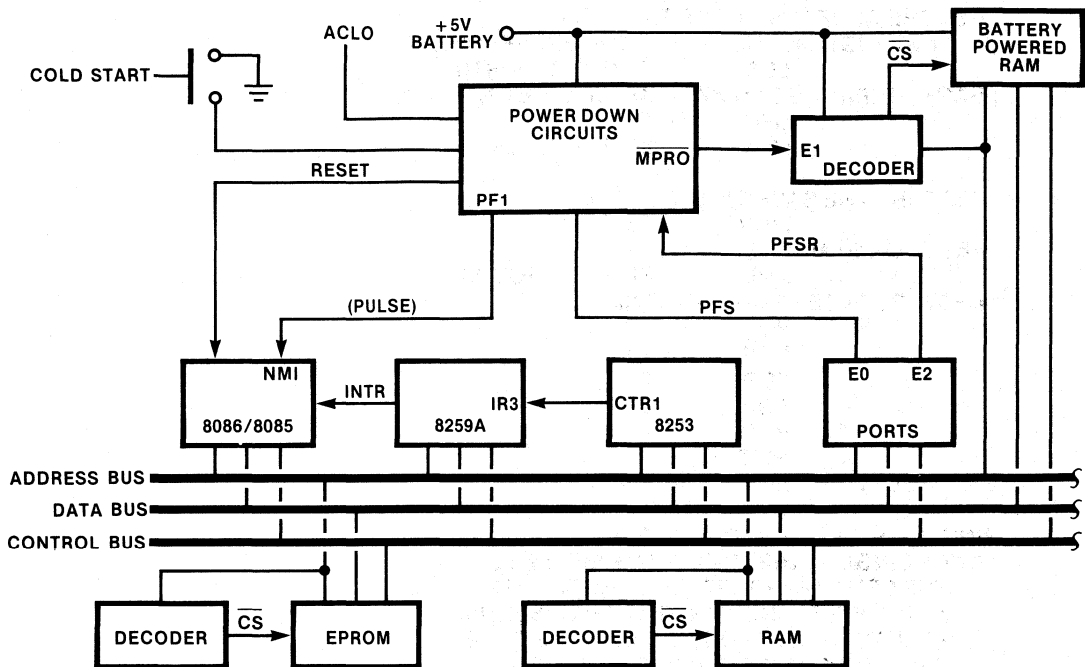 ACLO
+5V
BATTERY
BATTERY
POWERED
RAM
CS
COLD START
POWER DOWN
CIRCUITS
MPRO
E1
DECODER
RESET
PF1
PFSR
(PULSE)
PFS
NMI
8086/8085
INTR
IR3
8259A
CTR1
8253
E0 E2
PORTS
ADDRESS BUS
DATA BUS
CONTROL BUS
DECODER
CS
EPROM
DECODER
CS
RAM